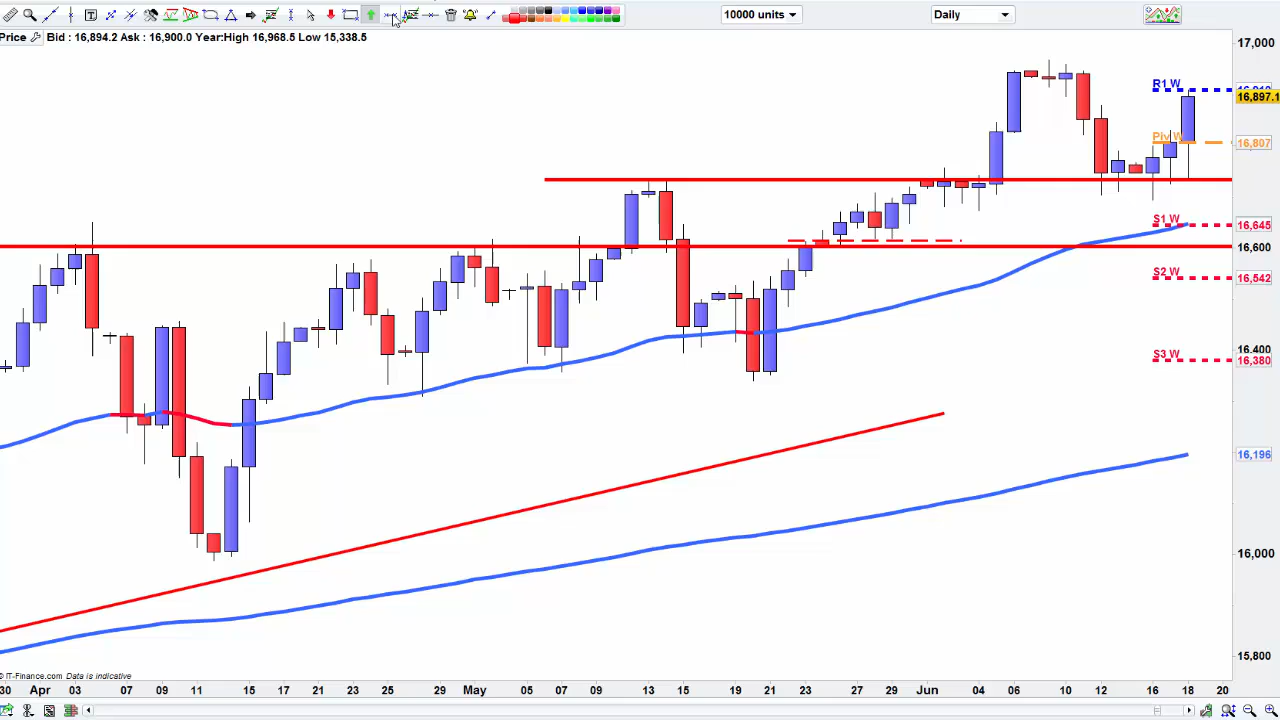 10000 units
Daily
Price Bid : 16,894.2 Ask : 16,900.0 Year:High 16,968.5 Low 15,338.5
17,000
R1 W
16,897.1
Piv W
16,807
S1 W
16,645
16,600
S2 W
16,542
16,400
S3 W
16,380
16,196
16,000
15,800
© IT-Finance.com Data is indicative
30 Apr 03 07 09 11 15 17 21 23 25 29 May 05 07 09 13 15 19 21 23 27 29 Jun 04 06 10 12 16 18 20